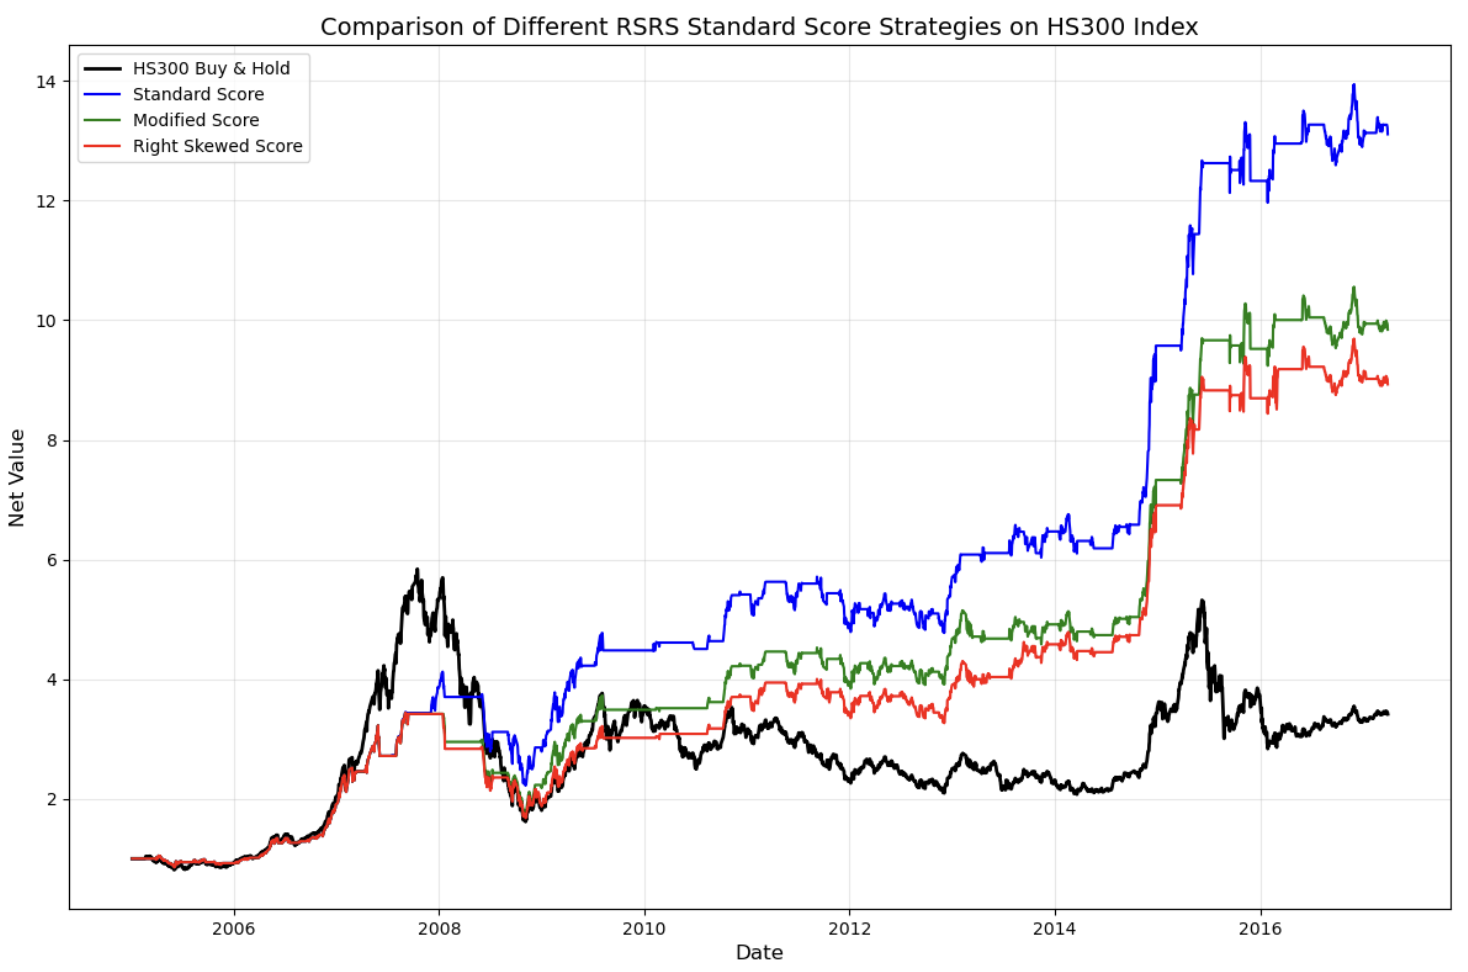 Comparison of Different RSRS Standard Score Strategies on HS300 Index
HS300 Buy & Hold
Standard Score
Modified Score
Right Skewed Score
14
12
10
8
6
4
2
Net Value
2006 2008 2010 2012 2014 2016
Date